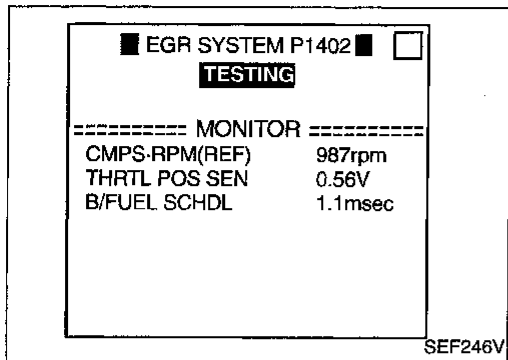 EGR SYSTEM P1402
TESTING
========== MONITOR ==========
CMPS·RPM(REF) 987rpm
THRTL POS SEN 0.56V
B/FUEL SCHDL 1.1msec
SEF246V